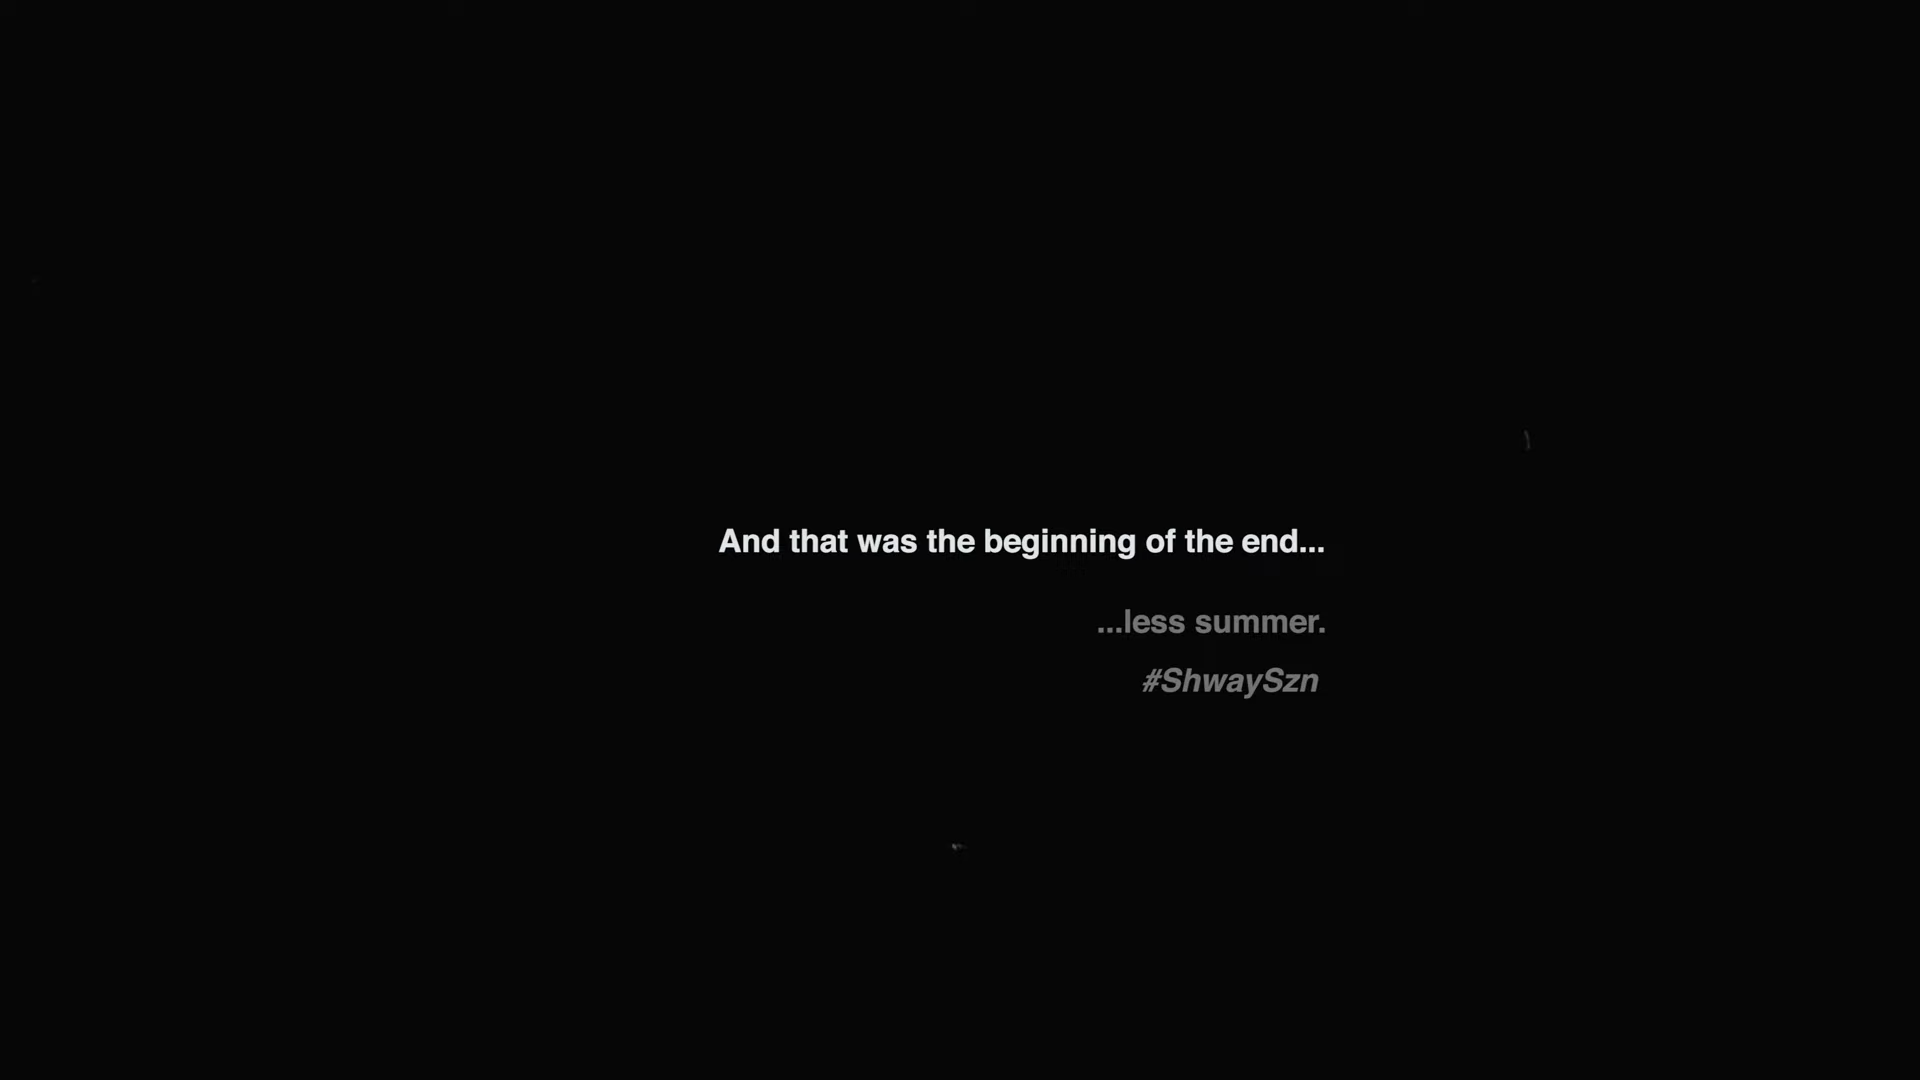 And that was the beginning of the end...
...less summer.
#ShwaySzn